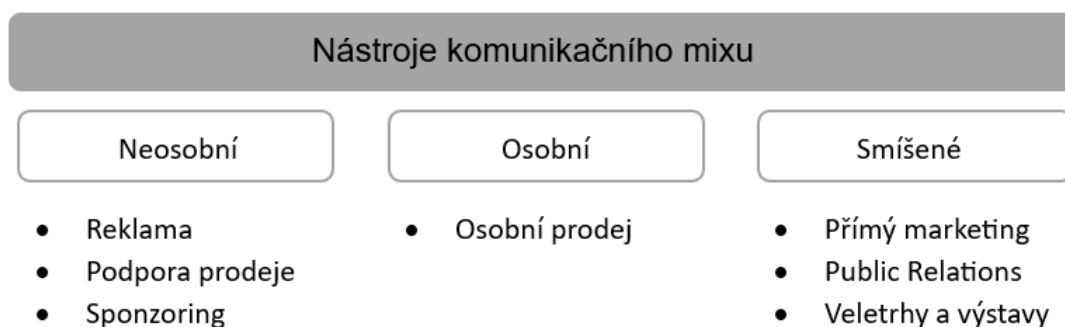 Nástroje komunikačního mixu
Neosobní
Osobní
Smíšené
• Reklama
• Podpora prodeje
• Sponzoring
• Osobní prodej
• Přímý marketing
• Public Relations
• Veletrhy a výstavy